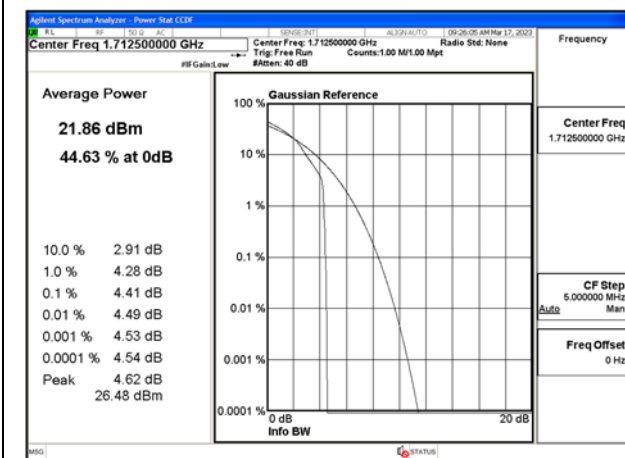 Agilent Spectrum Analyzer - Power Stat CCDF
RL RF 50 Ω AC SENSE:INT ALIGN AUTO 09:26:05 AM Mar 17, 2023
Center Freq 1.712500000 GHz
Center Freq: 1.712500000 GHz Radio Std: None
Trig: Free Run Counts:1.00 M/1.00 Mpt
#IFGain:Low #Atten: 40 dB
Frequency
Average Power
21.86 dBm
44.63 % at 0dB
10.0 % 2.91 dB
1.0 % 4.28 dB
0.1 % 4.41 dB
0.01 % 4.49 dB
0.001 % 4.53 dB
0.0001 % 4.54 dB
Peak 4.62 dB
26.48 dBm
Gaussian Reference
100 %
10 %
1 %
0.1 %
0.01 %
0.001 %
0.0001 %
0 dB 20 dB
Info BW
Center Freq
1.712500000 GHz
CF Step
5.000000 MHz
Auto Man
Freq Offset
0 Hz
MSG STATUS